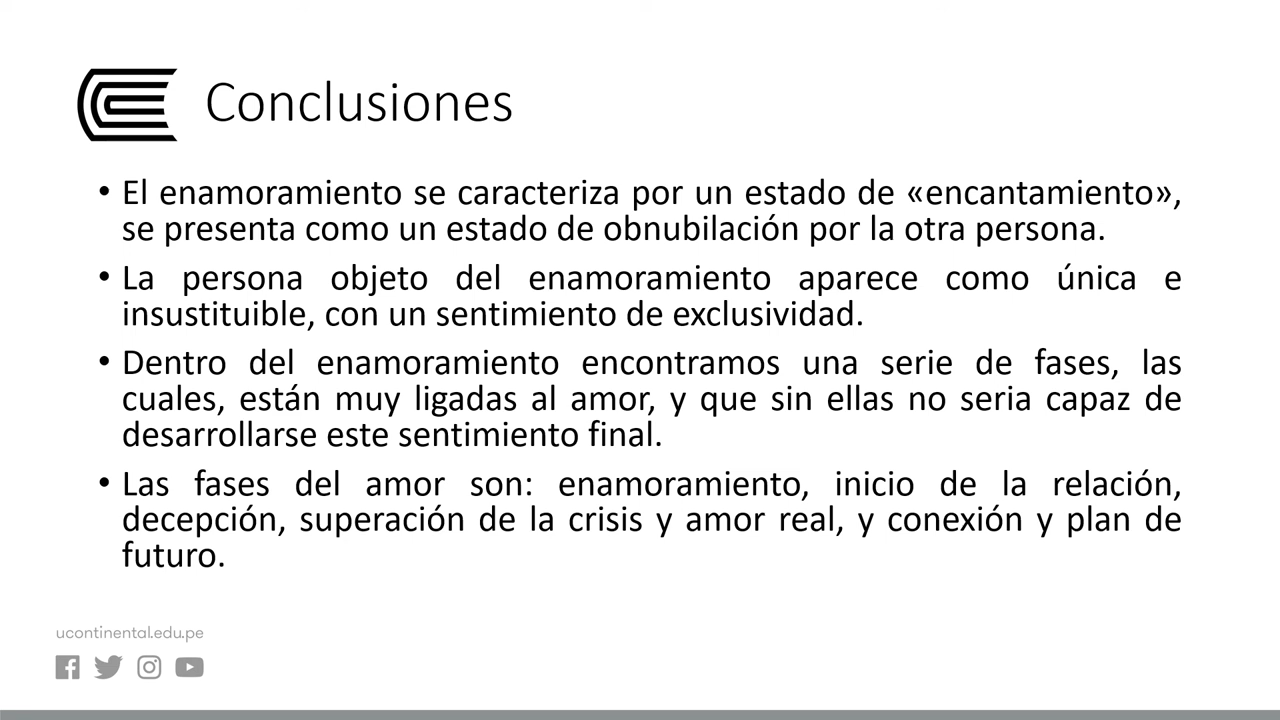 Conclusiones
• El enamoramiento se caracteriza por un estado de «encantamiento»,
se presenta como un estado de obnubilación por la otra persona.
• La persona objeto del enamoramiento aparece como única e
insustituible, con un sentimiento de exclusividad.
• Dentro del enamoramiento encontramos una serie de fases, las
cuales, están muy ligadas al amor, y que sin ellas no seria capaz de
desarrollarse este sentimiento final.
• Las fases del amor son: enamoramiento, inicio de la relación,
decepción, superación de la crisis y amor real, y conexión y plan de
futuro.
ucontinental.edu.pe